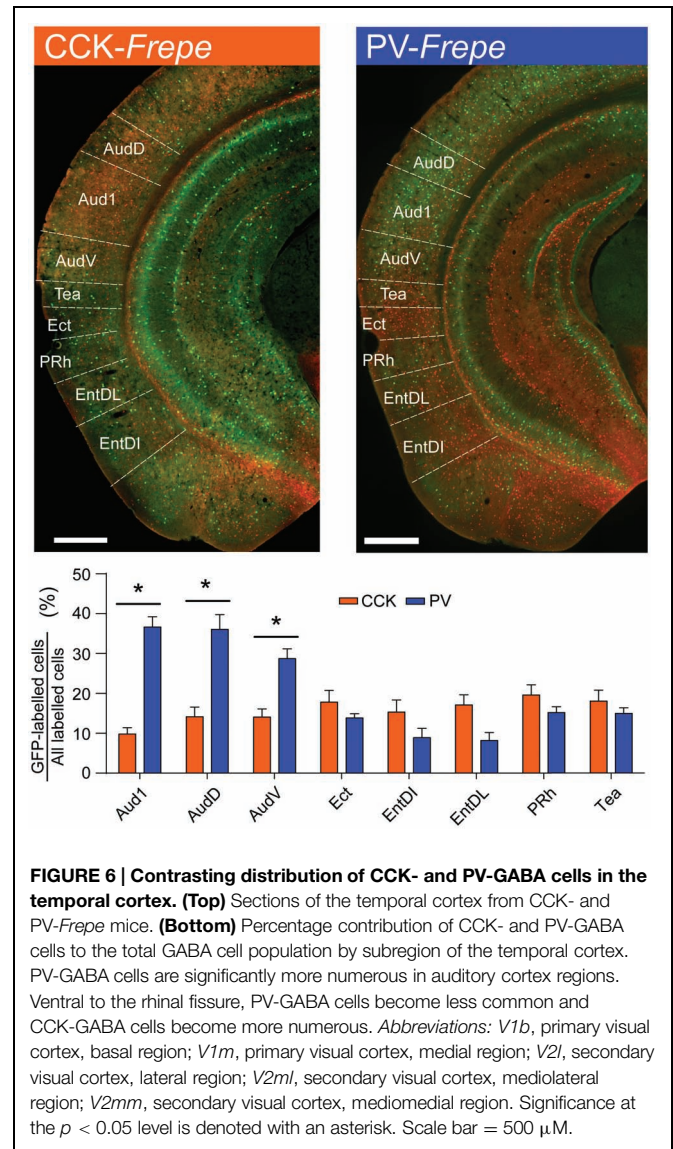 CCK-Frepe
PV-Frepe
AudD
Aud1
AudV
Tea
Ect
PRh
EntDL
EntDI
AudD
Aud1
AudV
Tea
Ect
PRh
EntDL
EntDI
GFP-labelled cells
All labelled cells
(%)
50
40
30
20
10
0
*
*
*
CCK
PV
Aud1
AudD
AudV
Ect
EntDI
EntDL
PRh
Tea
FIGURE 6 | Contrasting distribution of CCK- and PV-GABA cells in the
temporal cortex. (Top) Sections of the temporal cortex from CCK- and
PV-Frepe mice. (Bottom) Percentage contribution of CCK- and PV-GABA
cells to the total GABA cell population by subregion of the temporal cortex.
PV-GABA cells are significantly more numerous in auditory cortex regions.
Ventral to the rhinal fissure, PV-GABA cells become less common and
CCK-GABA cells become more numerous. Abbreviations: V1b, primary visual
cortex, basal region; V1m, primary visual cortex, medial region; V2l, secondary
visual cortex, lateral region; V2ml, secondary visual cortex, mediolateral
region; V2mm, secondary visual cortex, mediomedial region. Significance at
the p < 0.05 level is denoted with an asterisk. Scale bar = 500 μM.